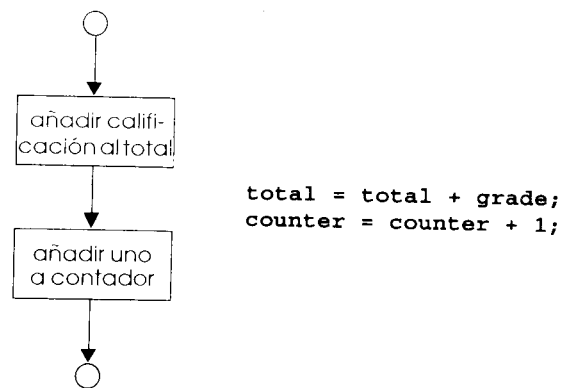 añadir califi-
cación al total
total = total + grade;
counter = counter + 1;
añadir uno
a contador